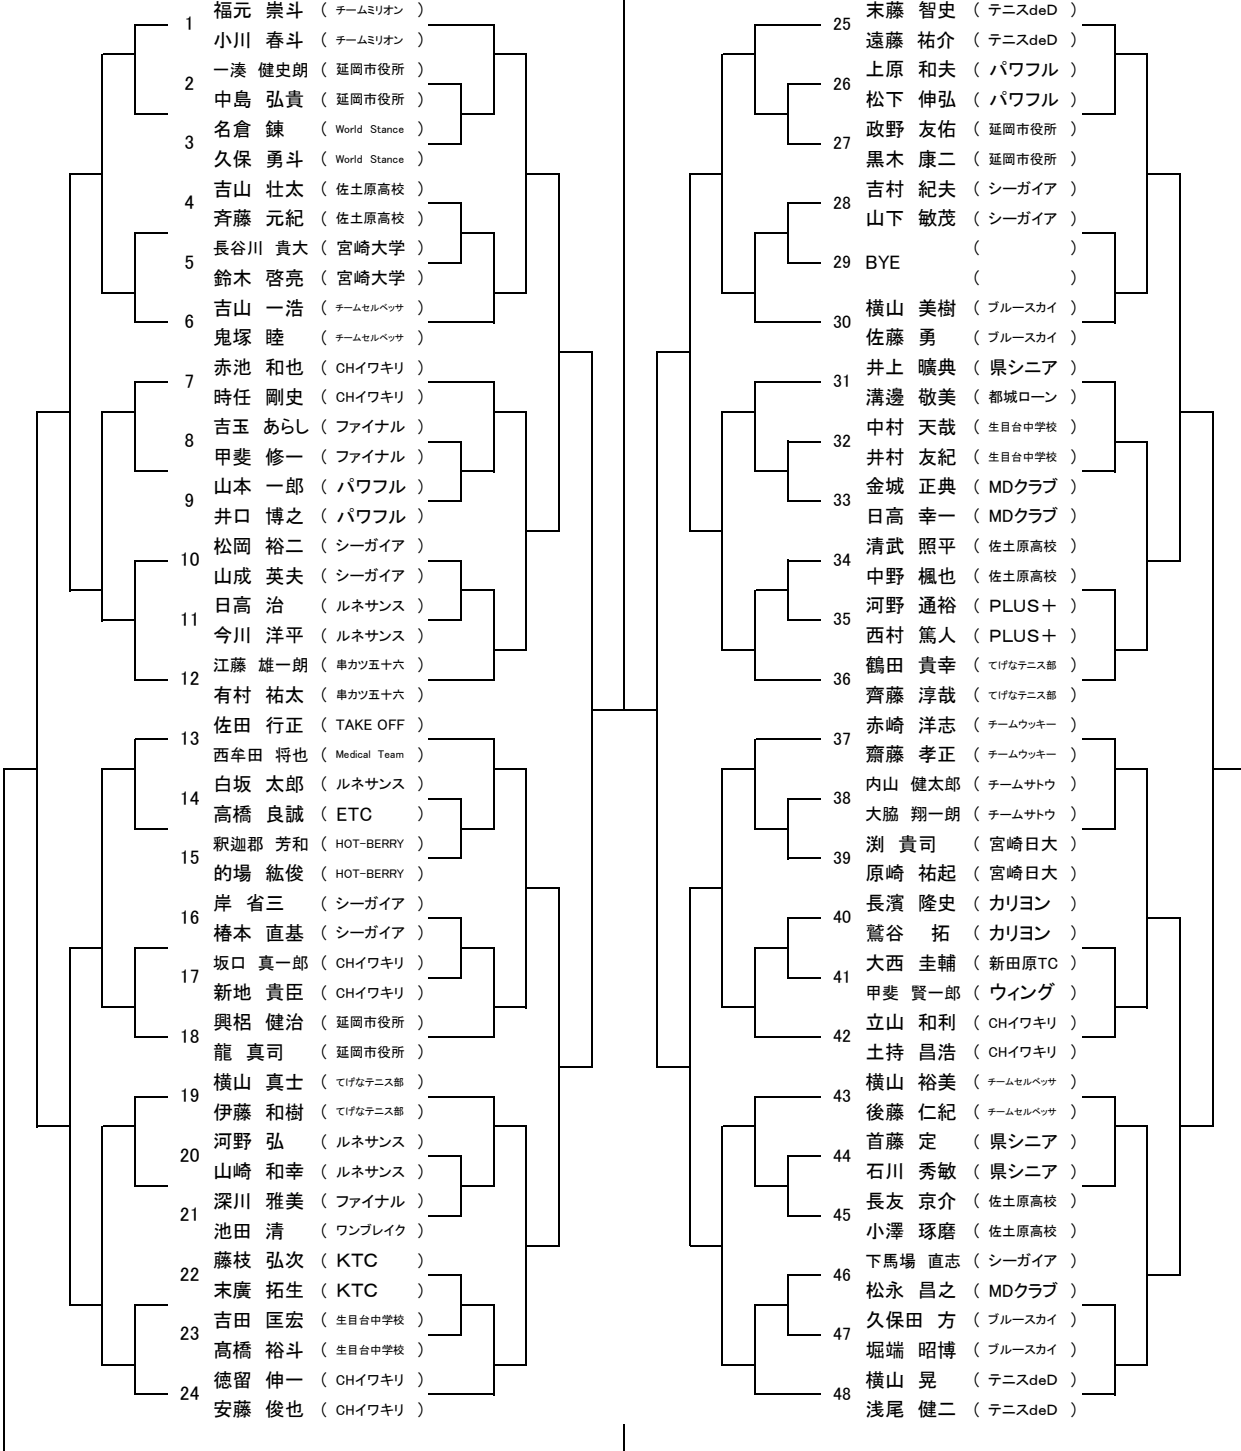 1 福元 崇斗 ( チームミリオン )
小川 春斗 ( チームミリオン )
2 一湊 健史朗 ( 延岡市役所 )
中島 弘貴 ( 延岡市役所 )
3 名倉 錬 ( World Stance )
久保 勇斗 ( World Stance )
4 吉山 壮太 ( 佐土原高校 )
斉藤 元紀 ( 佐土原高校 )
5 長谷川 貴大 ( 宮崎大学 )
鈴木 啓亮 ( 宮崎大学 )
6 吉山 一浩 ( チームセルベッサ )
鬼塚 睦 ( チームセルベッサ )
7 赤池 和也 ( CHイワキリ )
時任 剛史 ( CHイワキリ )
8 吉玉 あらし ( ファイナル )
甲斐 修一 ( ファイナル )
9 山本 一郎 ( パワフル )
井口 博之 ( パワフル )
10 松岡 裕二 ( シーガイア )
山成 英夫 ( シーガイア )
11 日高 治 ( ルネサンス )
今川 洋平 ( ルネサンス )
12 江藤 雄一朗 ( 串カツ五十六 )
有村 祐太 ( 串カツ五十六 )
13 佐田 行正 ( TAKE OFF )
西牟田 将也 ( Medical Team )
14 白坂 太郎 ( ルネサンス )
高橋 良誠 ( ETC )
15 釈迦郡 芳和 ( HOT-BERRY )
的場 紘俊 ( HOT-BERRY )
16 岸 省三 ( シーガイア )
椿本 直基 ( シーガイア )
17 坂口 真一郎 ( CHイワキリ )
新地 貴臣 ( CHイワキリ )
18 興梠 健治 ( 延岡市役所 )
龍 真司 ( 延岡市役所 )
19 横山 真士 ( てげなテニス部 )
伊藤 和樹 ( てげなテニス部 )
20 河野 弘 ( ルネサンス )
山崎 和幸 ( ルネサンス )
21 深川 雅美 ( ファイナル )
池田 清 ( ワンブレイク )
22 藤枝 弘次 ( KTC )
末廣 拓生 ( KTC )
23 吉田 匡宏 ( 生目台中学校 )
髙橋 裕斗 ( 生目台中学校 )
24 徳留 伸一 ( CHイワキリ )
安藤 俊也 ( CHイワキリ )
25 末藤 智史 ( テニスdeD )
遠藤 祐介 ( テニスdeD )
26 上原 和夫 ( パワフル )
松下 伸弘 ( パワフル )
27 政野 友佑 ( 延岡市役所 )
黒木 康二 ( 延岡市役所 )
28 吉村 紀夫 ( シーガイア )
山下 敏茂 ( シーガイア )
29 BYE ( )
( )
30 横山 美樹 ( ブルースカイ )
佐藤 勇 ( ブルースカイ )
31 井上 曠典 ( 県シニア )
溝邊 敬美 ( 都城ローン )
32 中村 天哉 ( 生目台中学校 )
井村 友紀 ( 生目台中学校 )
33 金城 正典 ( MDクラブ )
日高 幸一 ( MDクラブ )
34 清武 照平 ( 佐土原高校 )
中野 楓也 ( 佐土原高校 )
35 河野 通裕 ( PLUS+ )
西村 篤人 ( PLUS+ )
36 鶴田 貴幸 ( てげなテニス部 )
齊藤 淳哉 ( てげなテニス部 )
37 赤崎 洋志 ( チームウッキー )
齋藤 孝正 ( チームウッキー )
38 内山 健太郎 ( チームサトウ )
大脇 翔一朗 ( チームサトウ )
39 渕 貴司 ( 宮崎日大 )
原崎 祐起 ( 宮崎日大 )
40 長濱 隆史 ( カリヨン )
鷲谷 拓 ( カリヨン )
41 大西 圭輔 ( 新田原TC )
甲斐 賢一郎 ( ウィング )
42 立山 和利 ( CHイワキリ )
土持 昌浩 ( CHイワキリ )
43 横山 裕美 ( チームセルベッサ )
後藤 仁紀 ( チームセルベッサ )
44 首藤 定 ( 県シニア )
石川 秀敏 ( 県シニア )
45 長友 京介 ( 佐土原高校 )
小澤 琢磨 ( 佐土原高校 )
46 下馬場 直志 ( シーガイア )
松永 昌之 ( MDクラブ )
47 久保田 方 ( ブルースカイ )
堀端 昭博 ( ブルースカイ )
48 横山 晃 ( テニスdeD )
浅尾 健二 ( テニスdeD )